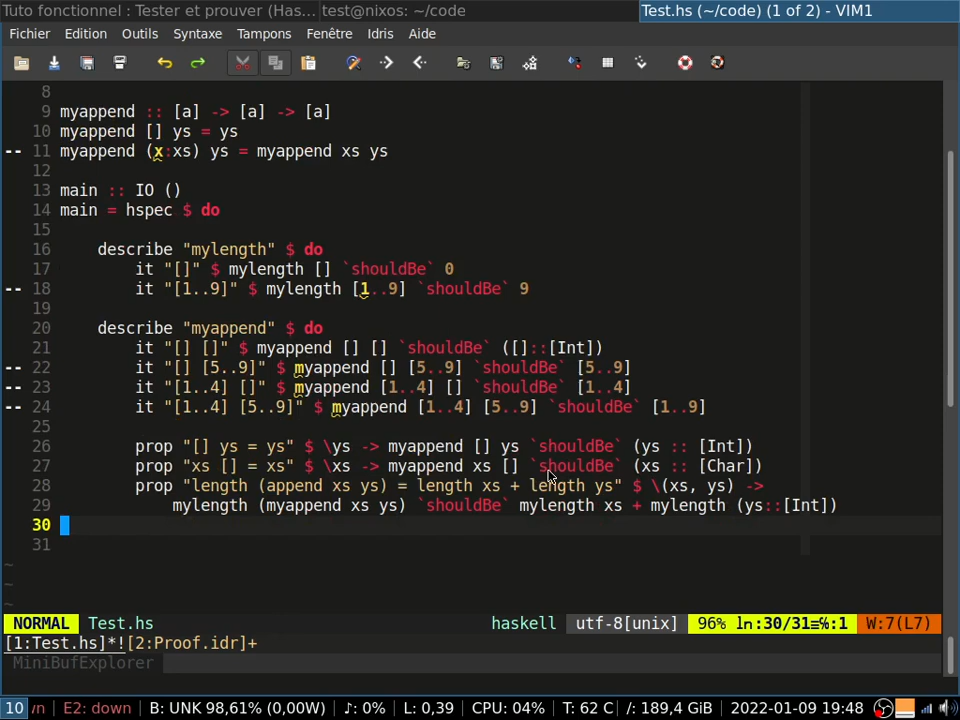 Tuto fonctionnel : Tester et prouver (Has... test@nixos: ~/code Test.hs (~/code) (1 of 2) - VIM1
Fichier Edition Outils Syntaxe Tampons Fenêtre Idris Aide
8
9 myappend :: [a] -> [a] -> [a]
10 myappend [] ys = ys
-- 11 myappend (x:xs) ys = myappend xs ys
12
13 main :: IO ()
14 main = hspec $ do
15
16     describe "mylength" $ do
17         it "[]" $ mylength [] `shouldBe` 0
-- 18         it "[1..9]" $ mylength [1..9] `shouldBe` 9
19
20     describe "myappend" $ do
21         it "[] []" $ myappend [] [] `shouldBe` ([]::[Int])
-- 22         it "[] [5..9]" $ myappend [] [5..9] `shouldBe` [5..9]
-- 23         it "[1..4] []" $ myappend [1..4] [] `shouldBe` [1..4]
-- 24         it "[1..4] [5..9]" $ myappend [1..4] [5..9] `shouldBe` [1..9]
25
26         prop "[] ys = ys" $ \ys -> myappend [] ys `shouldBe` (ys :: [Int])
27         prop "xs [] = xs" $ \xs -> myappend xs [] `shouldBe` (xs :: [Char])
28         prop "length (append xs ys) = length xs + length ys" $ \(xs, ys) ->
29             mylength (myappend xs ys) `shouldBe` mylength xs + mylength (ys::[Int])
30
31
~
~
~
NORMAL Test.hs haskell utf-8[unix] 96% ln:30/31≡℅:1 W:7(L7)
[1:Test.hs]*![2:Proof.idr]+
MiniBufExplorer
10 wn E2: down B: UNK 98,61% (0,00W) ♪: 0% L: 0,39 CPU: 04% T: 62 C /: 189,4 GiB 2022-01-09 19:48